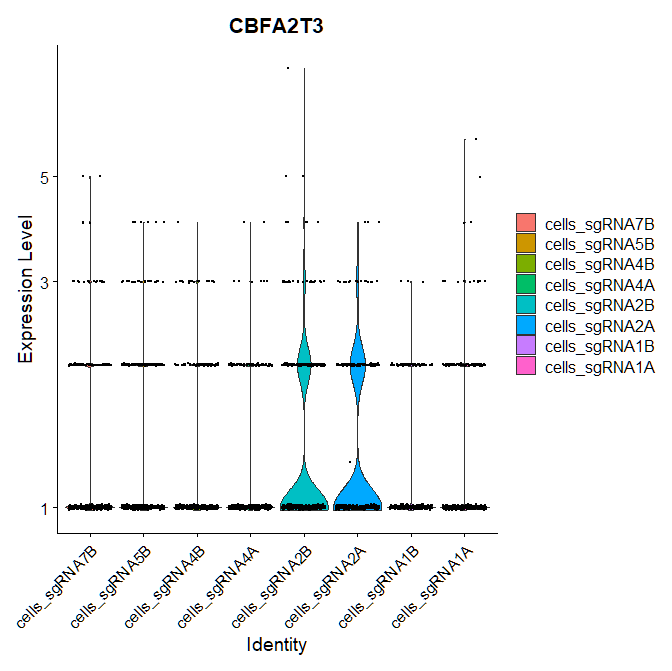 CBFA2T3
Expression Level
5
3
1
cells_sgRNA7B
cells_sgRNA5B
cells_sgRNA4B
cells_sgRNA4A
cells_sgRNA2B
cells_sgRNA2A
cells_sgRNA1B
cells_sgRNA1A
Identity
cells_sgRNA7B
cells_sgRNA5B
cells_sgRNA4B
cells_sgRNA4A
cells_sgRNA2B
cells_sgRNA2A
cells_sgRNA1B
cells_sgRNA1A